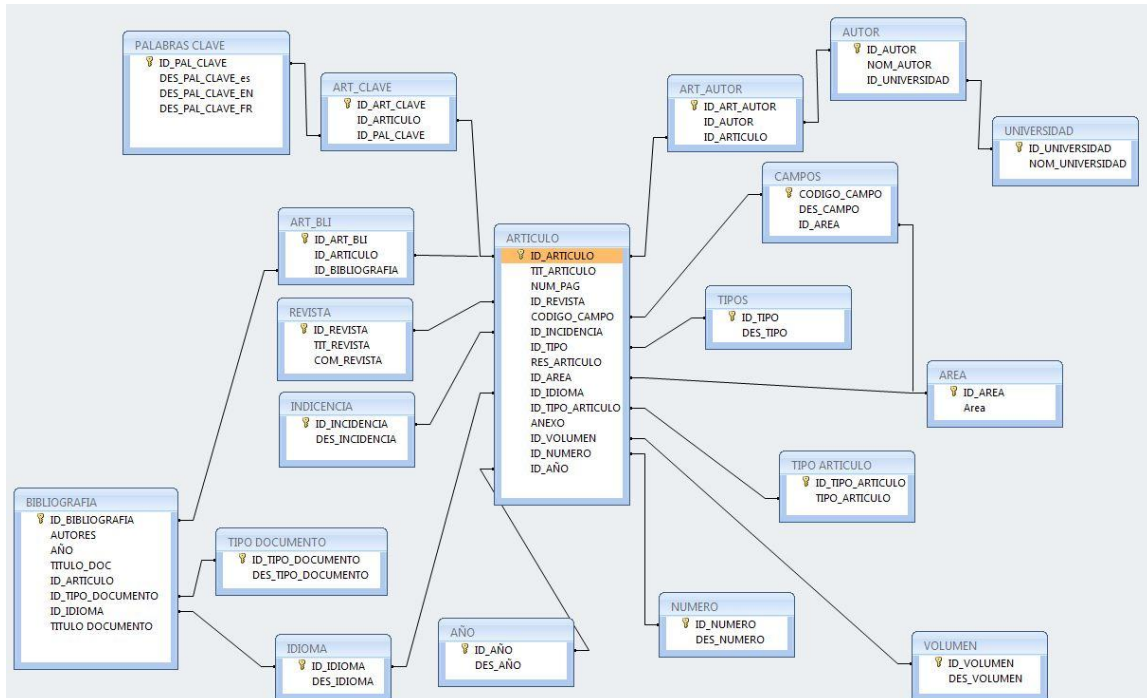 PALABRAS CLAVE
ID_PAL_CLAVE
DES_PAL_CLAVE_es
DES_PAL_CLAVE_EN
DES_PAL_CLAVE_FR
ART_CLAVE
ID_ART_CLAVE
ID_ARTICULO
ID_PAL_CLAVE
ART_AUTOR
ID_ART_AUTOR
ID_AUTOR
ID_ARTICULO
AUTOR
ID_AUTOR
NOM_AUTOR
ID_UNIVERSIDAD
UNIVERSIDAD
ID_UNIVERSIDAD
NOM_UNIVERSIDAD
CAMPOS
CODIGO_CAMPO
DES_CAMPO
ID_AREA
ART_BLI
ID_ART_BLI
ID_ARTICULO
ID_BIBLIOGRAFIA
ARTICULO
ID_ARTICULO
TIT_ARTICULO
NUM_PAG
ID_REVISTA
CODIGO_CAMPO
ID_INCIDENCIA
ID_TIPO
RES_ARTICULO
ID_AREA
ID_IDIOMA
ID_TIPO_ARTICULO
ANEXO
ID_VOLUMEN
ID_NUMERO
ID_AÑO
REVISTA
ID_REVISTA
TIT_REVISTA
COM_REVISTA
TIPOS
ID_TIPO
DES_TIPO
INDICENCIA
ID_INCIDENCIA
DES_INCIDENCIA
AREA
ID_AREA
Area
TIPO ARTICULO
ID_TIPO_ARTICULO
TIPO_ARTICULO
BIBLIOGRAFIA
ID_BIBLIOGRAFIA
AUTORES
AÑO
TITULO_DOC
ID_ARTICULO
ID_TIPO_DOCUMENTO
ID_IDIOMA
TITULO DOCUMENTO
TIPO DOCUMENTO
ID_TIPO_DOCUMENTO
DES_TIPO_DOCUMENTO
IDIOMA
ID_IDIOMA
DES_IDIOMA
AÑO
ID_AÑO
DES_AÑO
NUMERO
ID_NUMERO
DES_NUMERO
VOLUMEN
ID_VOLUMEN
DES_VOLUMEN